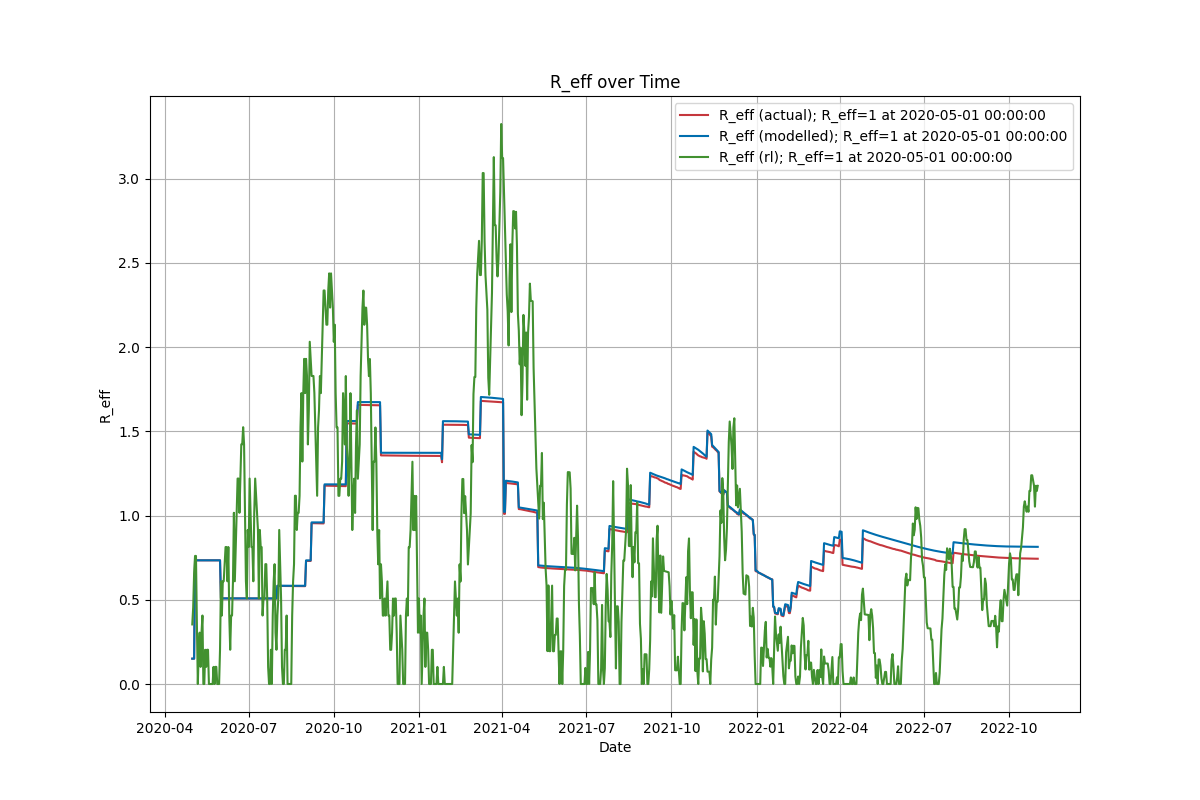 R_eff over Time
R_eff (actual); R_eff=1 at 2020-05-01 00:00:00
R_eff (modelled); R_eff=1 at 2020-05-01 00:00:00
R_eff (rl); R_eff=1 at 2020-05-01 00:00:00
R_eff
3.0
2.5
2.0
1.5
1.0
0.5
0.0
2020-04 2020-07 2020-10 2021-01 2021-04 2021-07 2021-10 2022-01 2022-04 2022-07 2022-10
Date